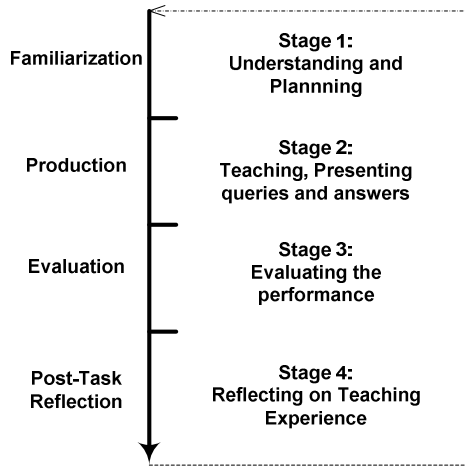 Familiarization
Stage 1:
Understanding and
Plannning
Production
Stage 2:
Teaching, Presenting
queries and answers
Evaluation
Stage 3:
Evaluating the
performance
Post-Task
Reflection
Stage 4:
Reflecting on Teaching
Experience